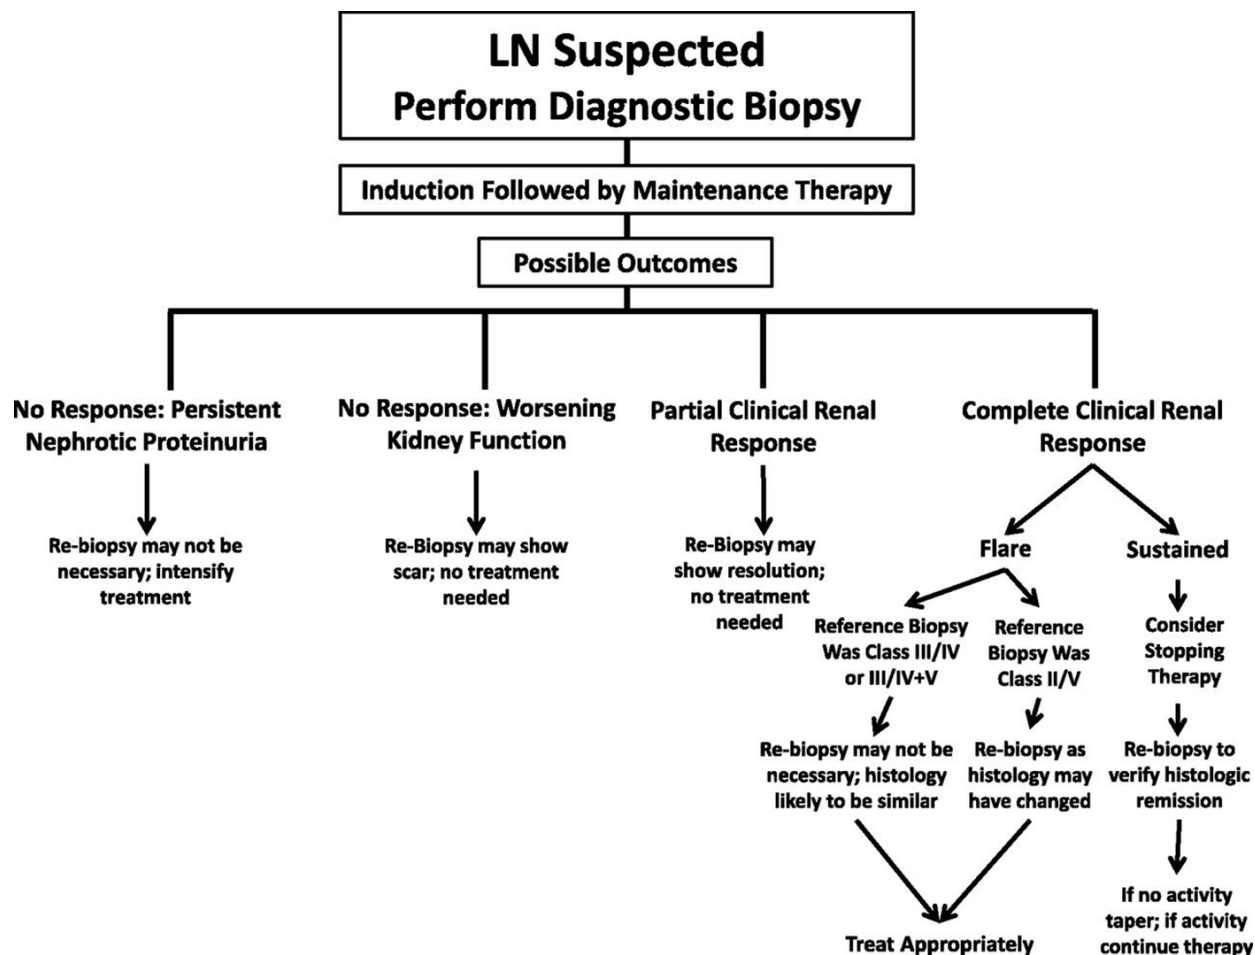 LN Suspected
Perform Diagnostic Biopsy
Induction Followed by Maintenance Therapy
Possible Outcomes
No Response: Persistent
Nephrotic Proteinuria
No Response: Worsening
Kidney Function
Partial Clinical Renal
Response
Complete Clinical Renal
Response
Re-biopsy may not be
necessary; intensify
treatment
Re-Biopsy may show
scar; no treatment
needed
Re-Biopsy may
show resolution;
no treatment
needed
Flare
Sustained
Reference Biopsy
Was Class III/IV
or III/IV+V
Reference
Biopsy Was
Class II/V
Consider
Stopping
Therapy
Re-biopsy may not be
necessary; histology
likely to be similar
Re-biopsy as
histology may
have changed
Re-biopsy to
verify histologic
remission
Treat Appropriately
If no activity
taper; if activity
continue therapy